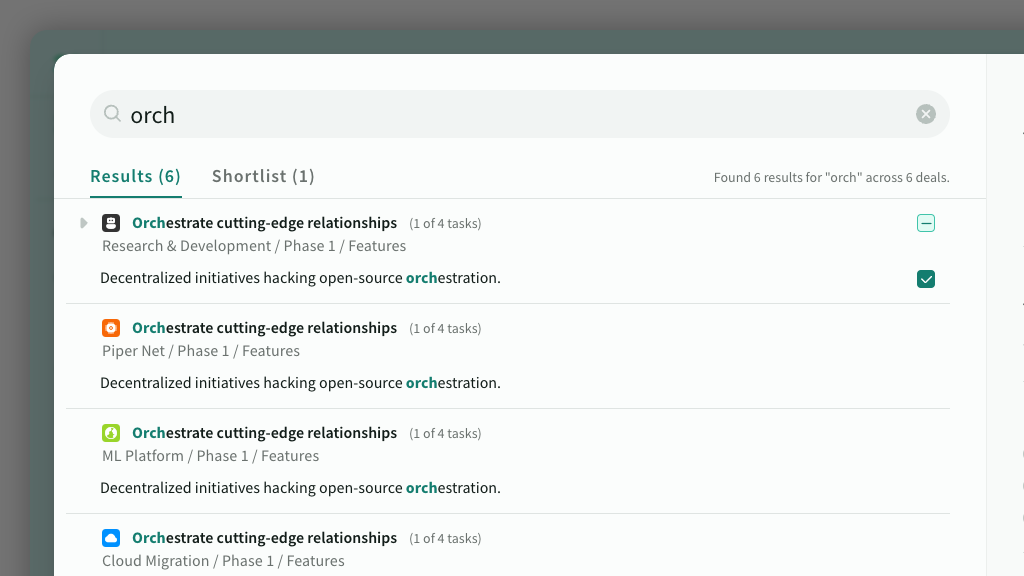 orch
Results (6) Shortlist (1) Found 6 results for "orch" across 6 deals.
Orchestrate cutting-edge relationships (1 of 4 tasks)
Research & Development / Phase 1 / Features
Decentralized initiatives hacking open-source orchestration.
Orchestrate cutting-edge relationships (1 of 4 tasks)
Piper Net / Phase 1 / Features
Decentralized initiatives hacking open-source orchestration.
Orchestrate cutting-edge relationships (1 of 4 tasks)
ML Platform / Phase 1 / Features
Decentralized initiatives hacking open-source orchestration.
Orchestrate cutting-edge relationships (1 of 4 tasks)
Cloud Migration / Phase 1 / Features